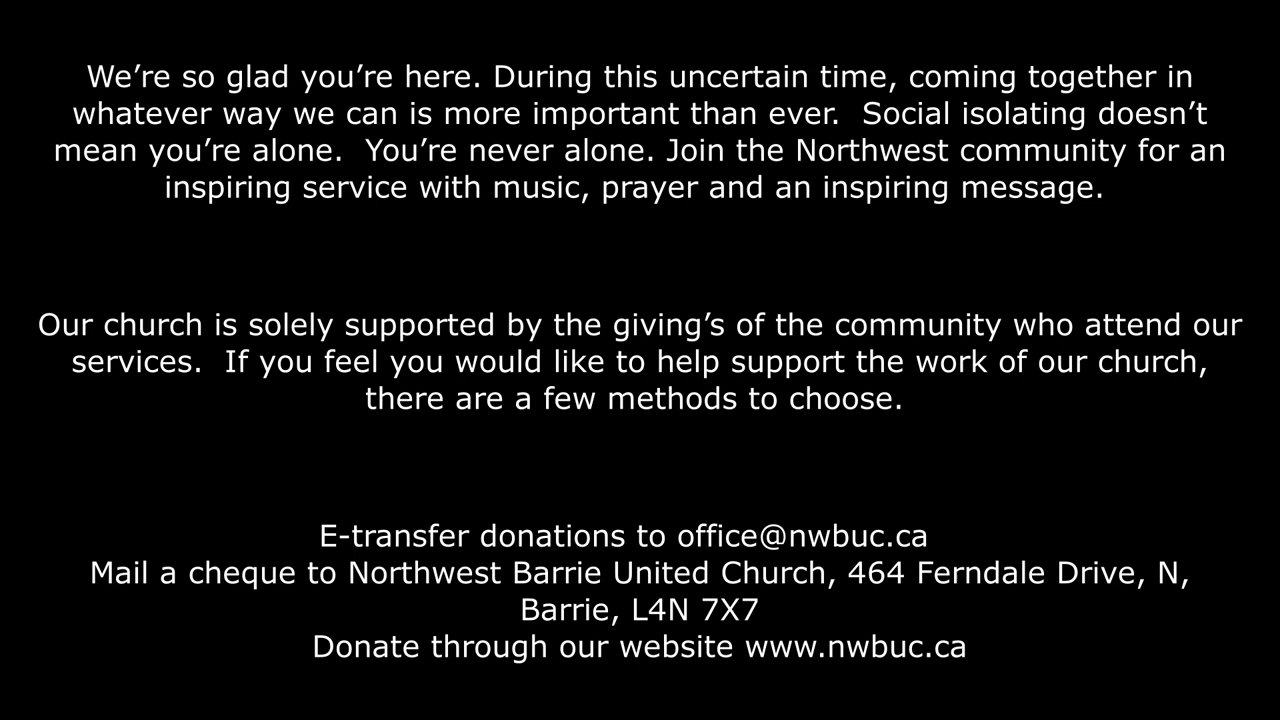 We’re so glad you’re here. During this uncertain time, coming together in
whatever way we can is more important than ever.  Social isolating doesn’t
mean you’re alone.  You’re never alone. Join the Northwest community for an
inspiring service with music, prayer and an inspiring message.
Our church is solely supported by the giving’s of the community who attend our
services.  If you feel you would like to help support the work of our church,
there are a few methods to choose.
E-transfer donations to office@nwbuc.ca
Mail a cheque to Northwest Barrie United Church, 464 Ferndale Drive, N,
Barrie, L4N 7X7
Donate through our website www.nwbuc.ca